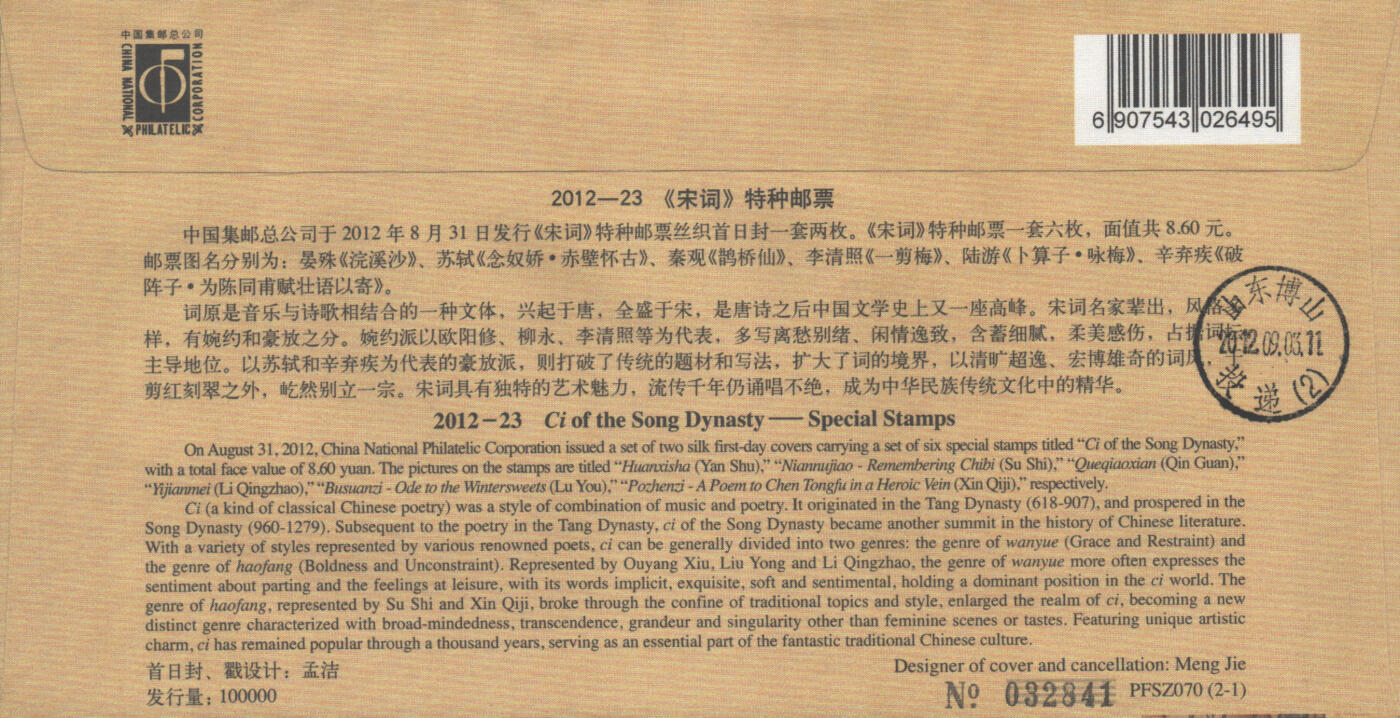 中国集邮总公司
CHINA NATIONAL
PHILATELIC
CORPORATION
6 907543 026495
2012—23 《宋词》特种邮票
中国集邮总公司于 2012 年 8 月 31 日发行《宋词》特种邮票丝织首日封一套两枚。《宋词》特种邮票一套六枚，面值共 8.60 元。
邮票图名分别为：晏殊《浣溪沙》、苏轼《念奴娇·赤壁怀古》、秦观《鹊桥仙》、李清照《一剪梅》、陆游《卜算子·咏梅》、辛弃疾《破
阵子·为陈同甫赋壮语以寄》。
词原是音乐与诗歌相结合的一种文体，兴起于唐，全盛于宋，是唐诗之后中国文学史上又一座高峰。宋词名家辈出，风格
样，有婉约和豪放之分。婉约派以欧阳修、柳永、李清照等为代表，多写离愁别绪、闲情逸致，含蓄细腻，柔美感伤，占据词坛
主导地位。以苏轼和辛弃疾为代表的豪放派，则打破了传统的题材和写法，扩大了词的境界，以清旷超逸、宏博雄奇的词风，
剪红刻翠之外，屹然别立一宗。宋词具有独特的艺术魅力，流传千年仍诵唱不绝，成为中华民族传统文化中的精华。
山东博山
2012.09.03.11
递 (2)
2012－23 Ci of the Song Dynasty — Special Stamps
On August 31, 2012, China National Philatelic Corporation issued a set of two silk first-day covers carrying a set of six special stamps titled “Ci of the Song Dynasty,”
with a total face value of 8.60 yuan. The pictures on the stamps are titled “Huanxisha (Yan Shu),” “Niannujiao - Remembering Chibi (Su Shi),” “Queqiaoxian (Qin Guan),”
“Yijianmei (Li Qingzhao),” “Busuanzi - Ode to the Wintersweets (Lu You),” “Pozhenzi - A Poem to Chen Tongfu in a Heroic Vein (Xin Qiji),” respectively.
Ci (a kind of classical Chinese poetry) was a style of combination of music and poetry. It originated in the Tang Dynasty (618-907), and prospered in the
Song Dynasty (960-1279). Subsequent to the poetry in the Tang Dynasty, ci of the Song Dynasty became another summit in the history of Chinese literature.
With a variety of styles represented by various renowned poets, ci can be generally divided into two genres: the genre of wanyue (Grace and Restraint) and
the genre of haofang (Boldness and Unconstraint). Represented by Ouyang Xiu, Liu Yong and Li Qingzhao, the genre of wanyue more often expresses the
sentiment about parting and the feelings at leisure, with its words implicit, exquisite, soft and sentimental, holding a dominant position in the ci world. The
genre of haofang, represented by Su Shi and Xin Qiji, broke through the confine of traditional topics and style, enlarged the realm of ci, becoming a new
distinct genre characterized with broad-mindedness, transcendence, grandeur and singularity other than feminine scenes or tastes. Featuring unique artistic
charm, ci has remained popular through a thousand years, serving as an essential part of the fantastic traditional Chinese culture.
首日封、戳设计：孟洁
发行量：100000
Designer of cover and cancellation: Meng Jie
Nº 032841 PFSZ070 (2-1)